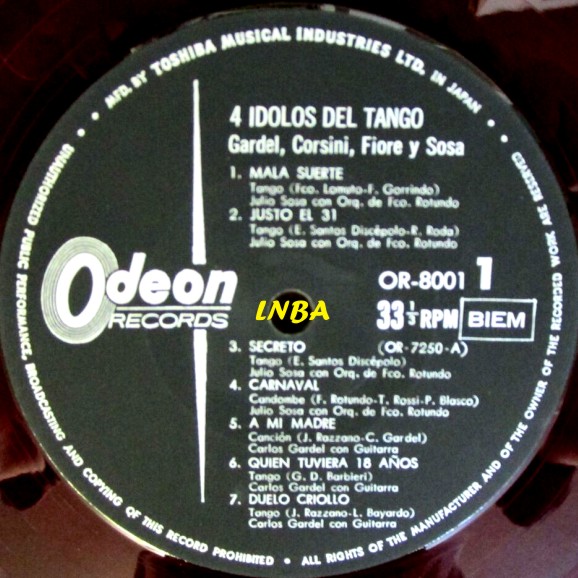 MFD. BY TOSHIBA MUSICAL INDUSTRIES LTD. IN JAPAN
4 IDOLOS DEL TANGO
Gardel, Corsini, Fiore y Sosa
1. MALA SUERTE
Tango (Fco. Lomuto-F. Gorrindo)
Julio Sosa con Orq. de Fco. Rotundo
2. JUSTO EL 31
Tango (E. Santos Discépolo-R. Roda)
Julio Sosa con Orq. de Fco. Rotundo
Odeon
RECORDS
LNBA
OR-8001 1
33 1/3 RPM BIEM
(OR-7250-A)
3. SECRETO
Tango (E. Santos Discépolo)
Julio Sosa con Orq. de Fco. Rotundo
4. CARNAVAL
Candombe (F. Rotundo-T. Rossi-P. Blasco)
Julio Sosa con Orq. de Fco. Rotundo
5. A MI MADRE
Canción (J. Razzano-C. Gardel)
Carlos Gardel con Guitarra
6. QUIEN TUVIERA 18 AÑOS
Tango (G. D. Barbieri)
Carlos Gardel con Guitarra
7. DUELO CRIOLLO
Tango (J. Razzano-L. Bayardo)
Carlos Gardel con Guitarra
UNAUTHORIZED PUBLIC PERFORMANCE, BROADCASTING AND COPYING OF THIS RECORD PROHIBITED • ALL RIGHTS OF THE MANUFACTURER AND OF THE OWNER OF THE RECORDED WORK ARE RESERVED